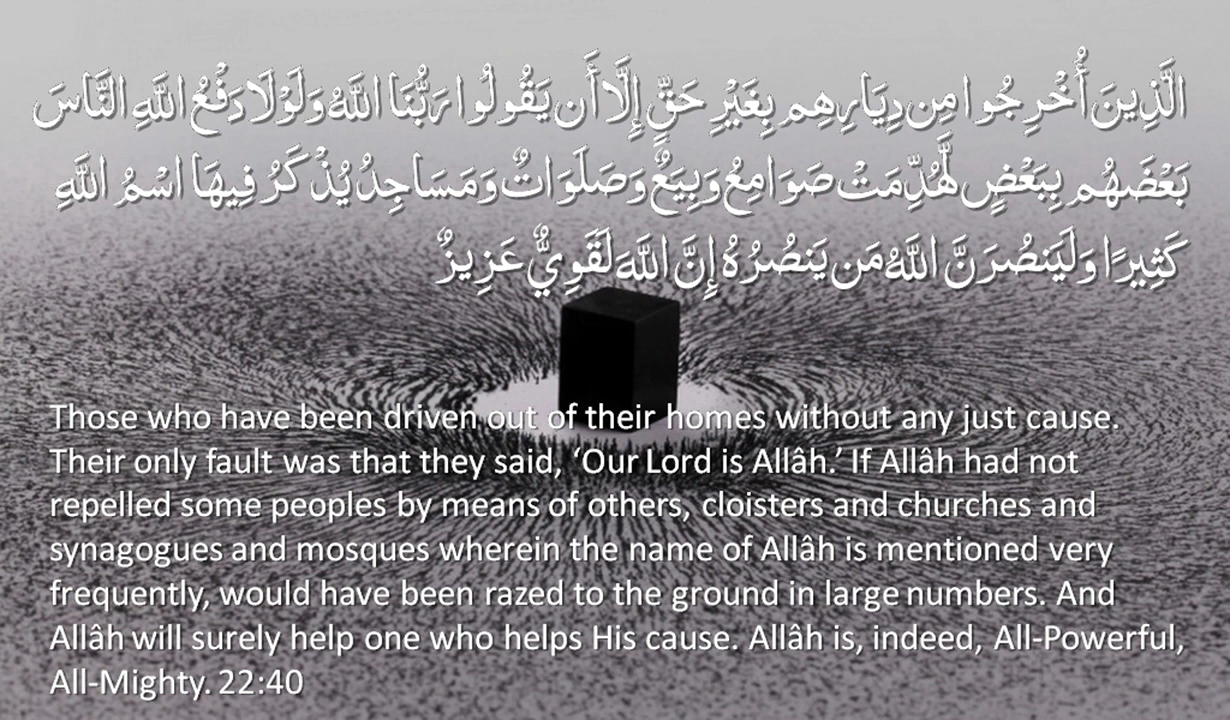 الَّذِينَ أُخْرِجُوا مِن دِيَارِهِم بِغَيْرِ حَقٍّ إِلَّا أَن يَقُولُوا رَبُّنَا اللَّهُ وَلَوْلَا دَفْعُ اللَّهِ النَّاسَ
بَعْضَهُم بِبَعْضٍ لَّهُدِّمَتْ صَوَامِعُ وَبِيَعٌ وَصَلَوَاتٌ وَمَسَاجِدُ يُذْكَرُ فِيهَا اسْمُ اللَّهِ
كَثِيرًا وَلَيَنصُرَنَّ اللَّهُ مَن يَنصُرُهُ إِنَّ اللَّهَ لَقَوِيٌّ عَزِيزٌ
Those who have been driven out of their homes without any just cause.
Their only fault was that they said, ‘Our Lord is Allâh.’ If Allâh had not
repelled some peoples by means of others, cloisters and churches and
synagogues and mosques wherein the name of Allâh is mentioned very
frequently, would have been razed to the ground in large numbers. And
Allâh will surely help one who helps His cause. Allâh is, indeed, All-Powerful,
All-Mighty. 22:40